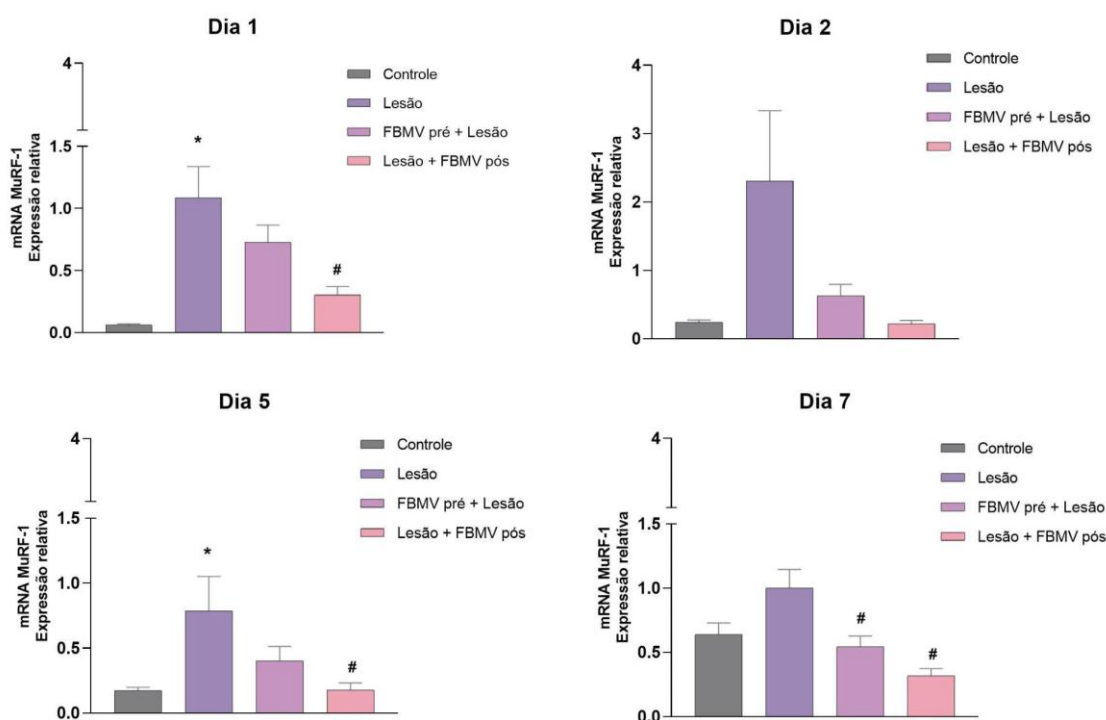 Dia 1
mRNA MuRF-1
Expressão relativa
4
1.5
1.0
0.5
0.0
*
#
Controle
Lesão
FBMV pré + Lesão
Lesão + FBMV pós
Dia 2
mRNA MuRF-1
Expressão relativa
4
3
2
1
0
Controle
Lesão
FBMV pré + Lesão
Lesão + FBMV pós
Dia 5
mRNA MuRF-1
Expressão relativa
4
1.5
1.0
0.5
0.0
*
#
Controle
Lesão
FBMV pré + Lesão
Lesão + FBMV pós
Dia 7
mRNA MuRF-1
Expressão relativa
4
1.5
1.0
0.5
0.0
#
#
Controle
Lesão
FBMV pré + Lesão
Lesão + FBMV pós